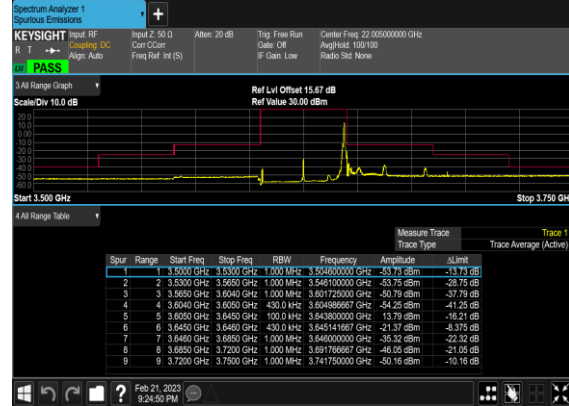 Spectrum Analyzer 1
Spurious Emissions
+
KEYSIGHT Input: RF Input Z: 50 Ω Atten: 20 dB Trig: Free Run Center Freq: 22.005000000 GHz
R T Coupling: DC Corr CCorr Gate: Off Avg|Hold: 100/100
Align: Auto Freq Ref: Int (S) IF Gain: Low Radio Std: None
PASS
3 All Range Graph
Ref Lvl Offset 15.67 dB
Scale/Div 10.0 dB Ref Value 30.00 dBm
20.0
10.0
0.00
-10.0
-20.0
-30.0
-40.0
-50.0
-60.0
Start 3.500 GHz Stop 3.750 GH
4 All Range Table
Measure Trace Trace 1
Trace Type Trace Average (Active)
Spur Range Start Freq Stop Freq RBW Frequency Amplitude ΔLimit
1 1 3.5000 GHz 3.5300 GHz 1.000 MHz 3.504600000 GHz -53.73 dBm -13.73 dB
2 2 3.5300 GHz 3.5650 GHz 1.000 MHz 3.546100000 GHz -53.75 dBm -28.75 dB
3 3 3.5650 GHz 3.6040 GHz 1.000 MHz 3.601725000 GHz -50.79 dBm -37.79 dB
4 4 3.6040 GHz 3.6050 GHz 430.0 kHz 3.604986667 GHz -54.25 dBm -41.25 dB
5 5 3.6050 GHz 3.6450 GHz 100.0 kHz 3.643800000 GHz 13.79 dBm -16.21 dB
6 6 3.6450 GHz 3.6460 GHz 430.0 kHz 3.645141667 GHz -21.37 dBm -8.375 dB
7 7 3.6460 GHz 3.6850 GHz 1.000 MHz 3.646000000 GHz -35.32 dBm -22.32 dB
8 8 3.6850 GHz 3.7200 GHz 1.000 MHz 3.691766667 GHz -46.05 dBm -21.05 dB
9 9 3.7200 GHz 3.7500 GHz 1.000 MHz 3.741750000 GHz -50.16 dBm -10.16 dB
? Feb 21, 2023
9:24:50 PM